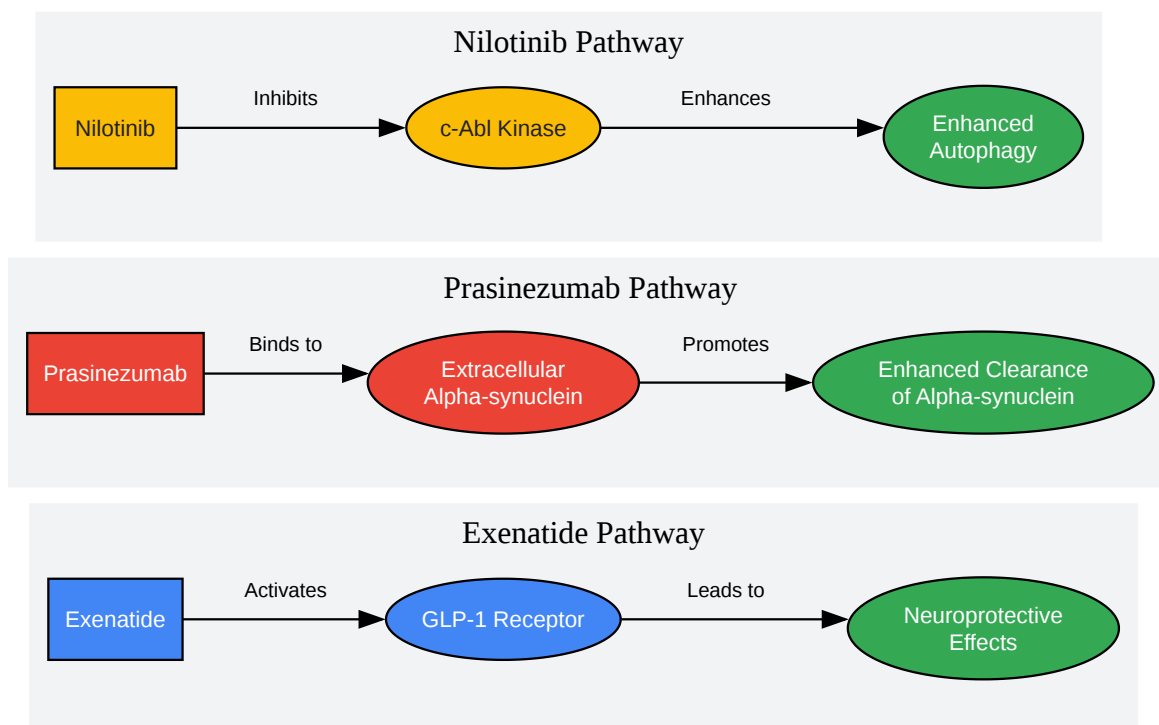 Nilotinib Pathway
Nilotinib
Inhibits
c-Abl Kinase
Enhances
Enhanced
Autophagy
Prasinezumab Pathway
Prasinezumab
Binds to
Extracellular
Alpha-synuclein
Promotes
Enhanced Clearance
of Alpha-synuclein
Exenatide Pathway
Exenatide
Activates
GLP-1 Receptor
Leads to
Neuroprotective
Effects